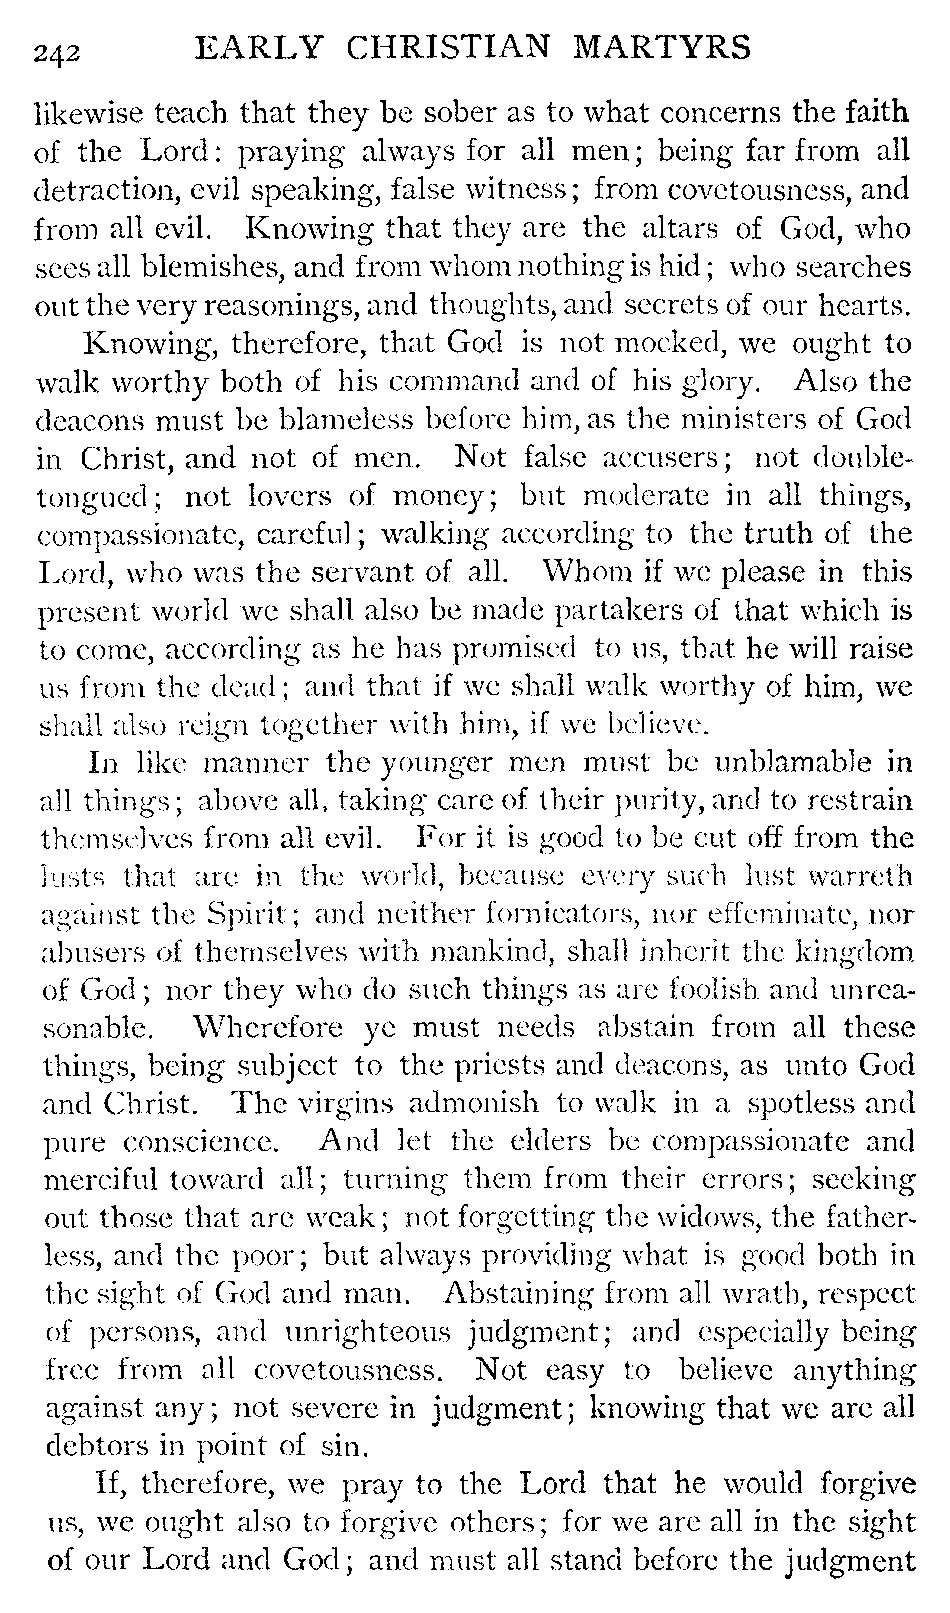 242 EARLY CHRISTIAN MARTYRS
likewise teach that they be sober as to what concerns the faith
of the Lord: praying always for all men; being far from all
detraction, evil speaking, false witness; from covetousness, and
from all evil. Knowing that they are the altars of God, who
sees all blemishes, and from whom nothing is hid; who searches
out the very reasonings, and thoughts, and secrets of our hearts.
Knowing, therefore, that God is not mocked, we ought to
walk worthy both of his command and of his glory. Also the
deacons must be blameless before him, as the ministers of God
in Christ, and not of men. Not false accusers; not double-
tongued; not lovers of money; but moderate in all things,
compassionate, careful; walking according to the truth of the
Lord, who was the servant of all. Whom if we please in this
present world we shall also be made partakers of that which is
to come, according as he has promised to us, that he will raise
us from the dead; and that if we shall walk worthy of him, we
shall also reign together with him, if we believe.
In like manner the younger men must be unblamable in
all things; above all, taking care of their purity, and to restrain
themselves from all evil. For it is good to be cut off from the
lusts that are in the world, because every such lust warreth
against the Spirit; and neither fornicators, nor effeminate, nor
abusers of themselves with mankind, shall inherit the kingdom
of God; nor they who do such things as are foolish and unrea-
sonable. Wherefore ye must needs abstain from all these
things, being subject to the priests and deacons, as unto God
and Christ. The virgins admonish to walk in a spotless and
pure conscience. And let the elders be compassionate and
merciful toward all; turning them from their errors; seeking
out those that are weak; not forgetting the widows, the father-
less, and the poor; but always providing what is good both in
the sight of God and man. Abstaining from all wrath, respect
of persons, and unrighteous judgment; and especially being
free from all covetousness. Not easy to believe anything
against any; not severe in judgment; knowing that we are all
debtors in point of sin.
If, therefore, we pray to the Lord that he would forgive
us, we ought also to forgive others; for we are all in the sight
of our Lord and God; and must all stand before the judgment